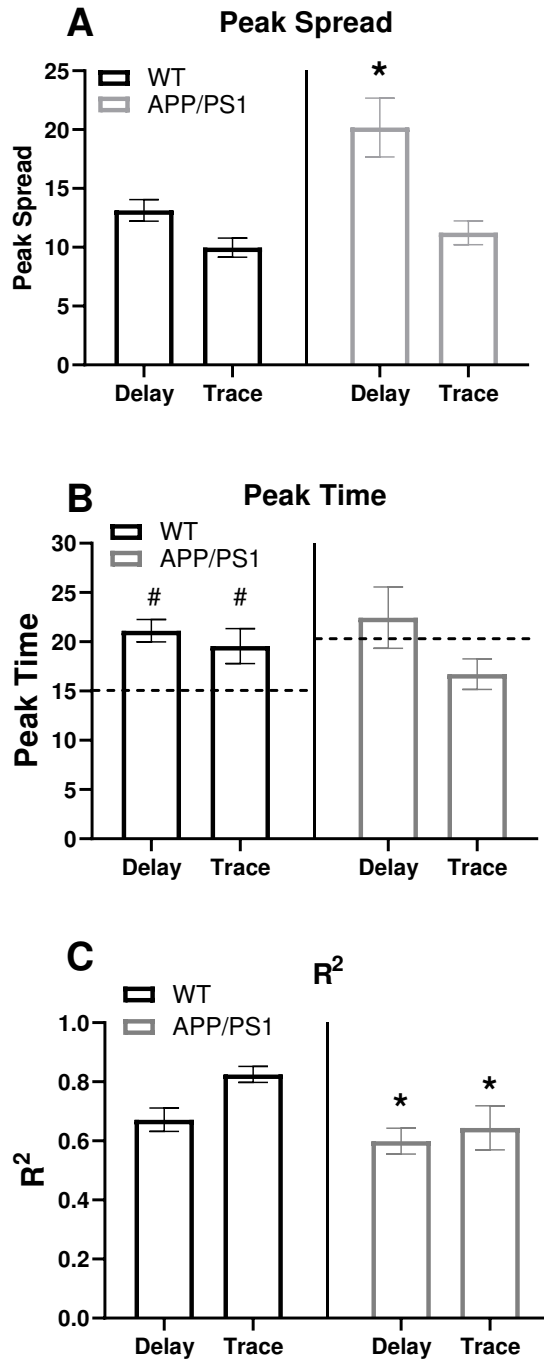 A
Peak Spread
WT
APP/PS1
*
Peak Spread
25
20
15
10
5
0
Delay Trace Delay Trace
B
Peak Time
WT
APP/PS1
# #
Peak Time
30
25
20
15
10
5
0
Delay Trace Delay Trace
C
R²
WT
APP/PS1
* *
R²
1.0
0.8
0.6
0.4
0.2
0.0
Delay Trace Delay Trace